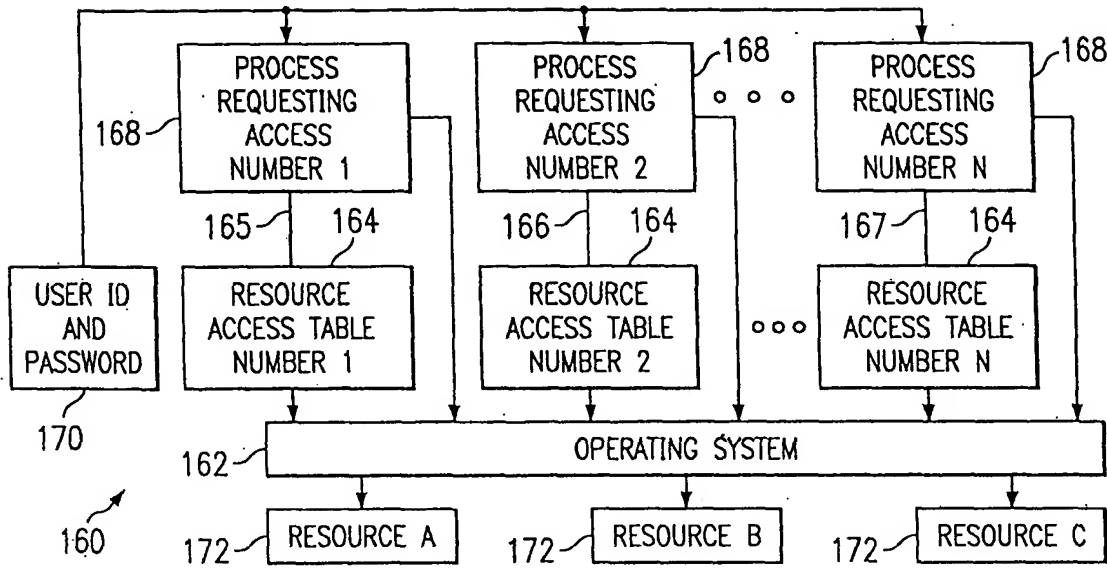 PROCESS
REQUESTING
ACCESS
NUMBER 1
168
PROCESS
REQUESTING
ACCESS
NUMBER 2
168
PROCESS
REQUESTING
ACCESS
NUMBER N
168
165
164
166
164
167
164
USER ID
AND
PASSWORD
170
RESOURCE
ACCESS TABLE
NUMBER 1
RESOURCE
ACCESS TABLE
NUMBER 2
RESOURCE
ACCESS TABLE
NUMBER N
162
OPERATING SYSTEM
160
172
RESOURCE A
172
RESOURCE B
172
RESOURCE C